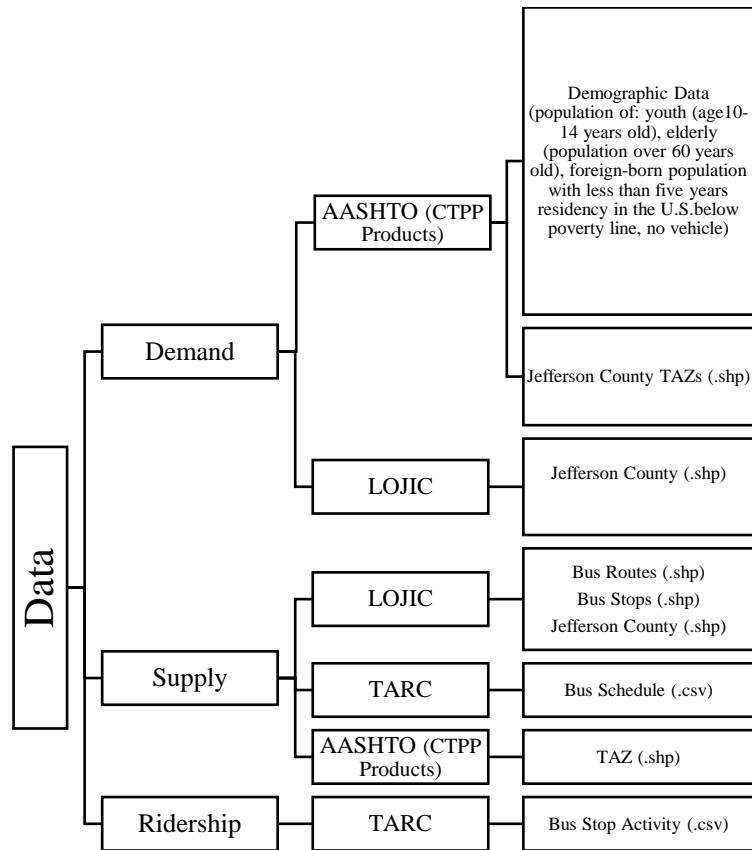 Data
Demand
AASHTO (CTPP
Products)
Demographic Data
(population of: youth (age10-
14 years old), elderly
(population over 60 years
old), foreign-born population
with less than five years
residency in the U.S.below
poverty line, no vehicle)
Jefferson County TAZs (.shp)
LOJIC
Jefferson County (.shp)
Supply
LOJIC
Bus Routes (.shp)
Bus Stops (.shp)
Jefferson County (.shp)
TARC
Bus Schedule (.csv)
AASHTO (CTPP
Products)
TAZ (.shp)
Ridership
TARC
Bus Stop Activity (.csv)